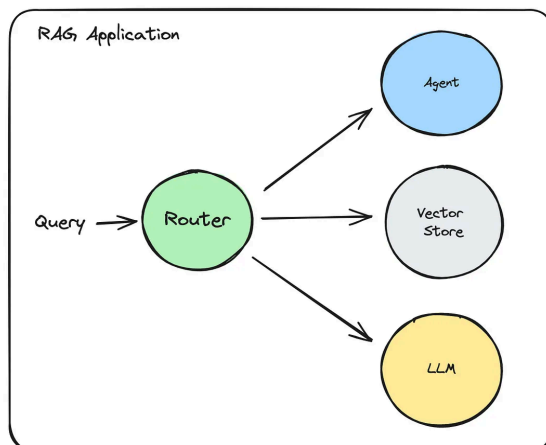 RAG Application
Agent
Query
Router
Vector
Store
LLM